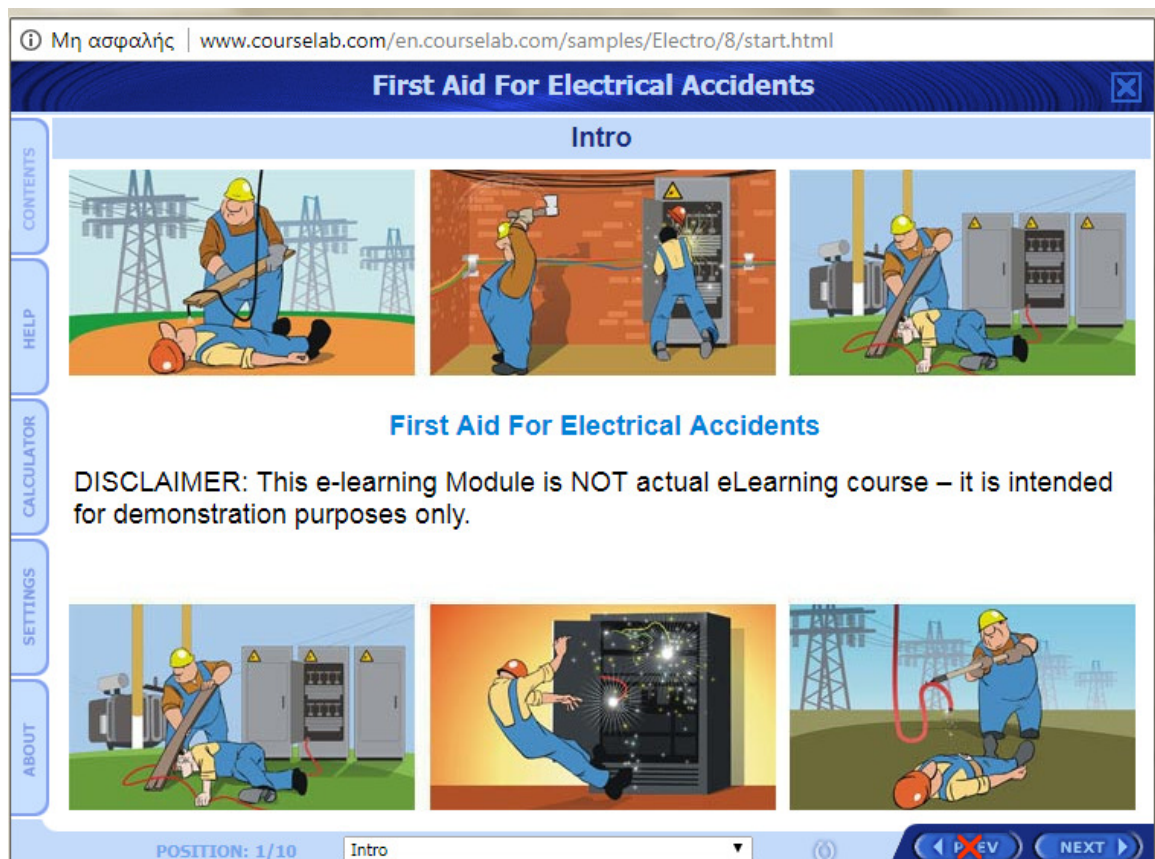 Μη ασφαλής | www.courselab.com/en.courselab.com/samples/Electro/8/start.html
First Aid For Electrical Accidents
Intro
CONTENTS
HELP
CALCULATOR
SETTINGS
ABOUT
First Aid For Electrical Accidents
DISCLAIMER: This e-learning Module is NOT actual eLearning course – it is intended
for demonstration purposes only.
POSITION: 1/10
Intro
PREV
NEXT